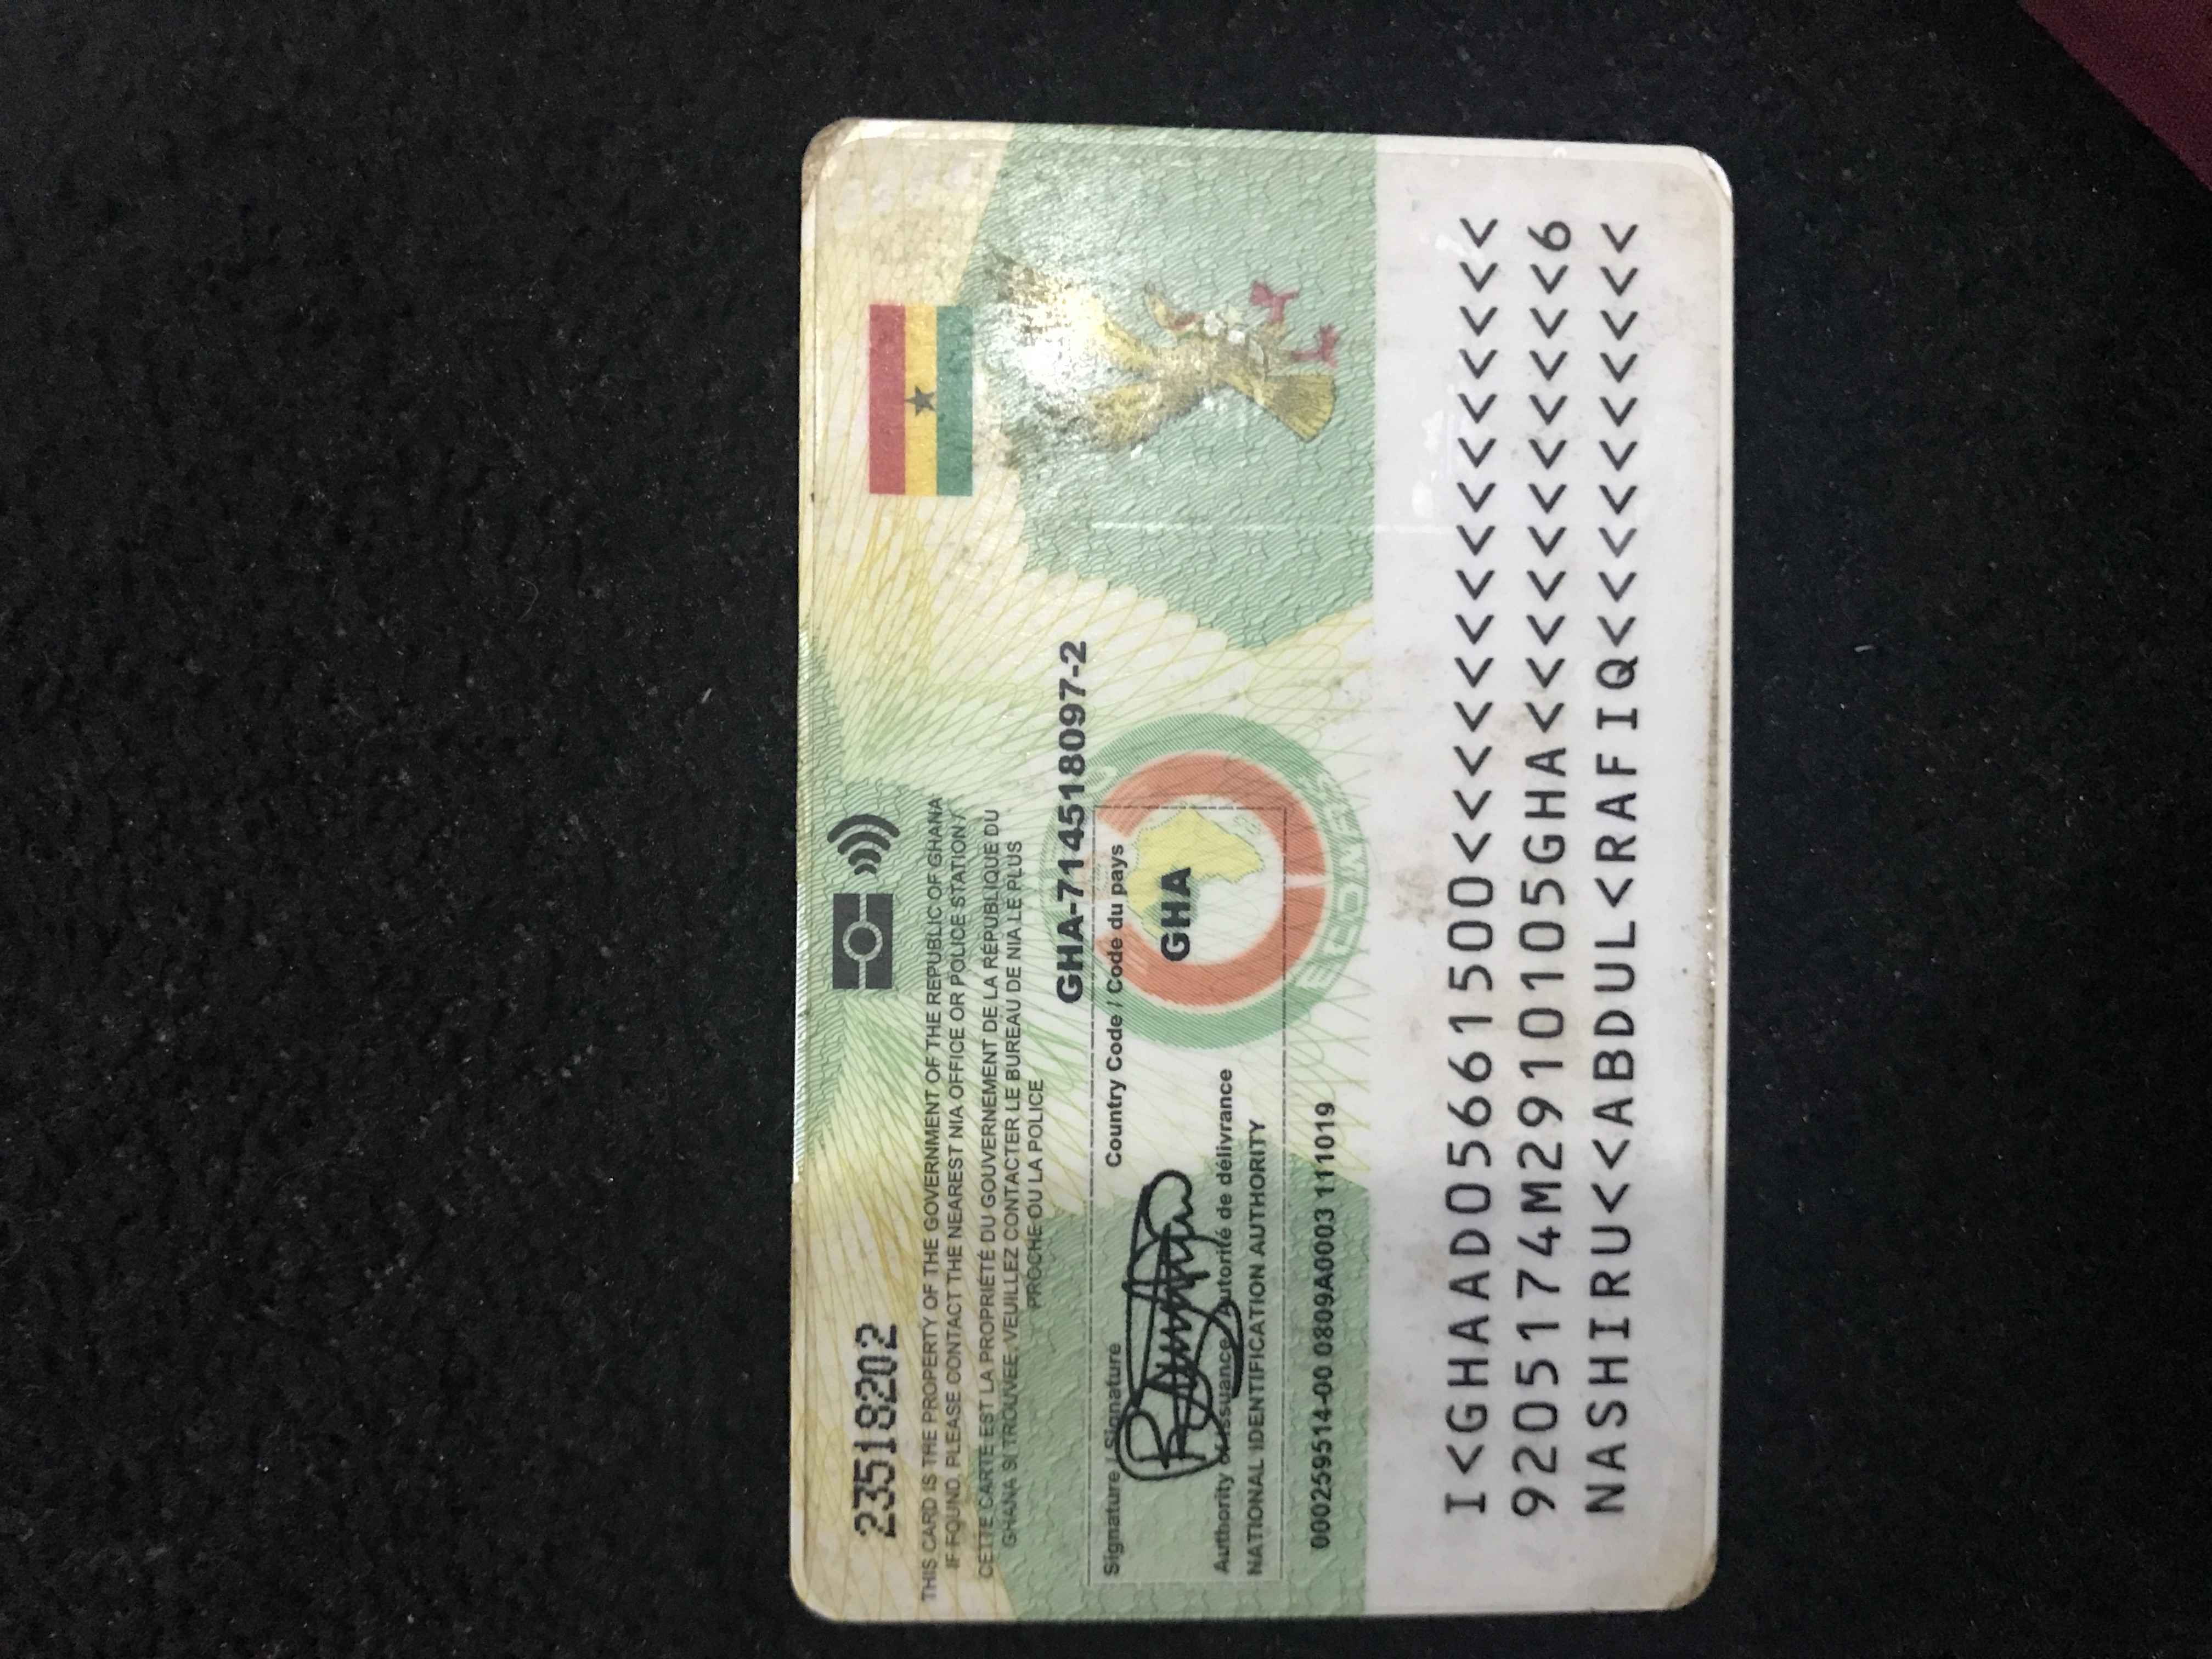 23518202
THIS CARD IS THE PROPERTY OF THE GOVERNMENT OF THE REPUBLIC OF GHANA
IF FOUND, PLEASE CONTACT THE NEAREST NIA OFFICE OR POLICE STATION /
CETTE CARTE EST LA PROPRIÉTÉ DU GOUVERNEMENT DE LA RÉPUBLIQUE DU
GHANA SI TROUVEE, VEUILLEZ CONTACTER LE BUREAU DE NIA LE PLUS
PROCHE OU LA POLICE
GHA-714518097-2
Signature / Signature
Country Code / Code du pays
GHA
Authority of Issuance / Autorité de délivrance
NATIONAL IDENTIFICATION AUTHORITY
0000259514-00 0809A0003 111019
I<GHAAD05661500<<<<<<<<<<<<<<<
9205174M2910105GHA<<<<<<<<<<<6
NASHIRU<<ABDUL<RAFIQ<<<<<<<<<<